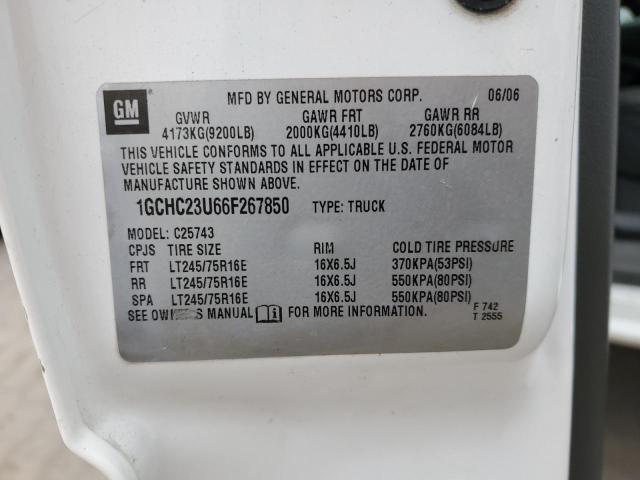 GM
MFD BY GENERAL MOTORS CORP. 06/06
GVWR GAWR FRT GAWR RR
4173KG(9200LB) 2000KG(4410LB) 2760KG(6084LB)
THIS VEHICLE CONFORMS TO ALL APPLICABLE U.S. FEDERAL MOTOR
VEHICLE SAFETY STANDARDS IN EFFECT ON THE DATE OF
MANUFACTURE SHOWN ABOVE.
1GCHC23U66F267850 TYPE: TRUCK
MODEL: C25743
CPJS TIRE SIZE RIM COLD TIRE PRESSURE
FRT LT245/75R16E 16X6.5J 370KPA(53PSI)
RR LT245/75R16E 16X6.5J 550KPA(80PSI)
SPA LT245/75R16E 16X6.5J 550KPA(80PSI)
SEE MANUAL FOR MORE INFORMATION.
F 742
T 2555